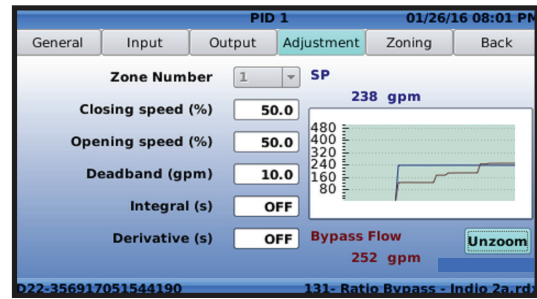 PID 1 01/26/16 08:01 PM
General Input Output Adjustment Zoning Back
Zone Number 1 SP
238 gpm
Closing speed (%) 50.0
480
400
Opening speed (%) 50.0
320
240
Deadband (gpm) 10.0
160
80
Integral (s) OFF
Derivative (s) OFF Bypass Flow Unzoom
252 gpm
D22-356917051544190 131- Ratio Bypass - Indio 2a.rd